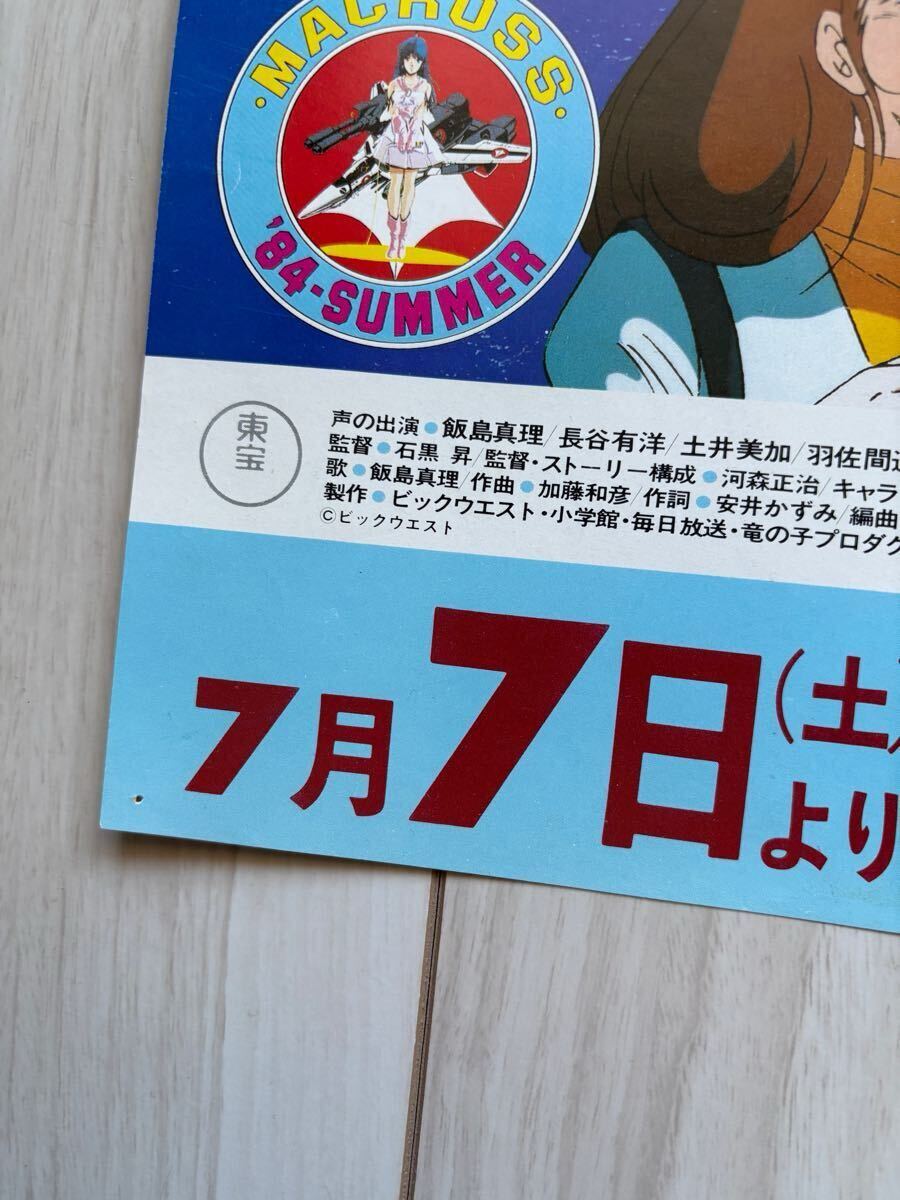 ・MACROSS・
'84-SUMMER
東宝
声の出演●飯島真理/長谷有洋/土井美加/羽佐間道
監督●石黒 昇/監督・ストーリー構成●河森正治/キャラ
歌●飯島真理/作曲●加藤和彦/作詞●安井かずみ/編曲
製作●ビックウエスト・小学館・毎日放送・竜の子プロダク
©ビックウエスト
7月7日(土)
より